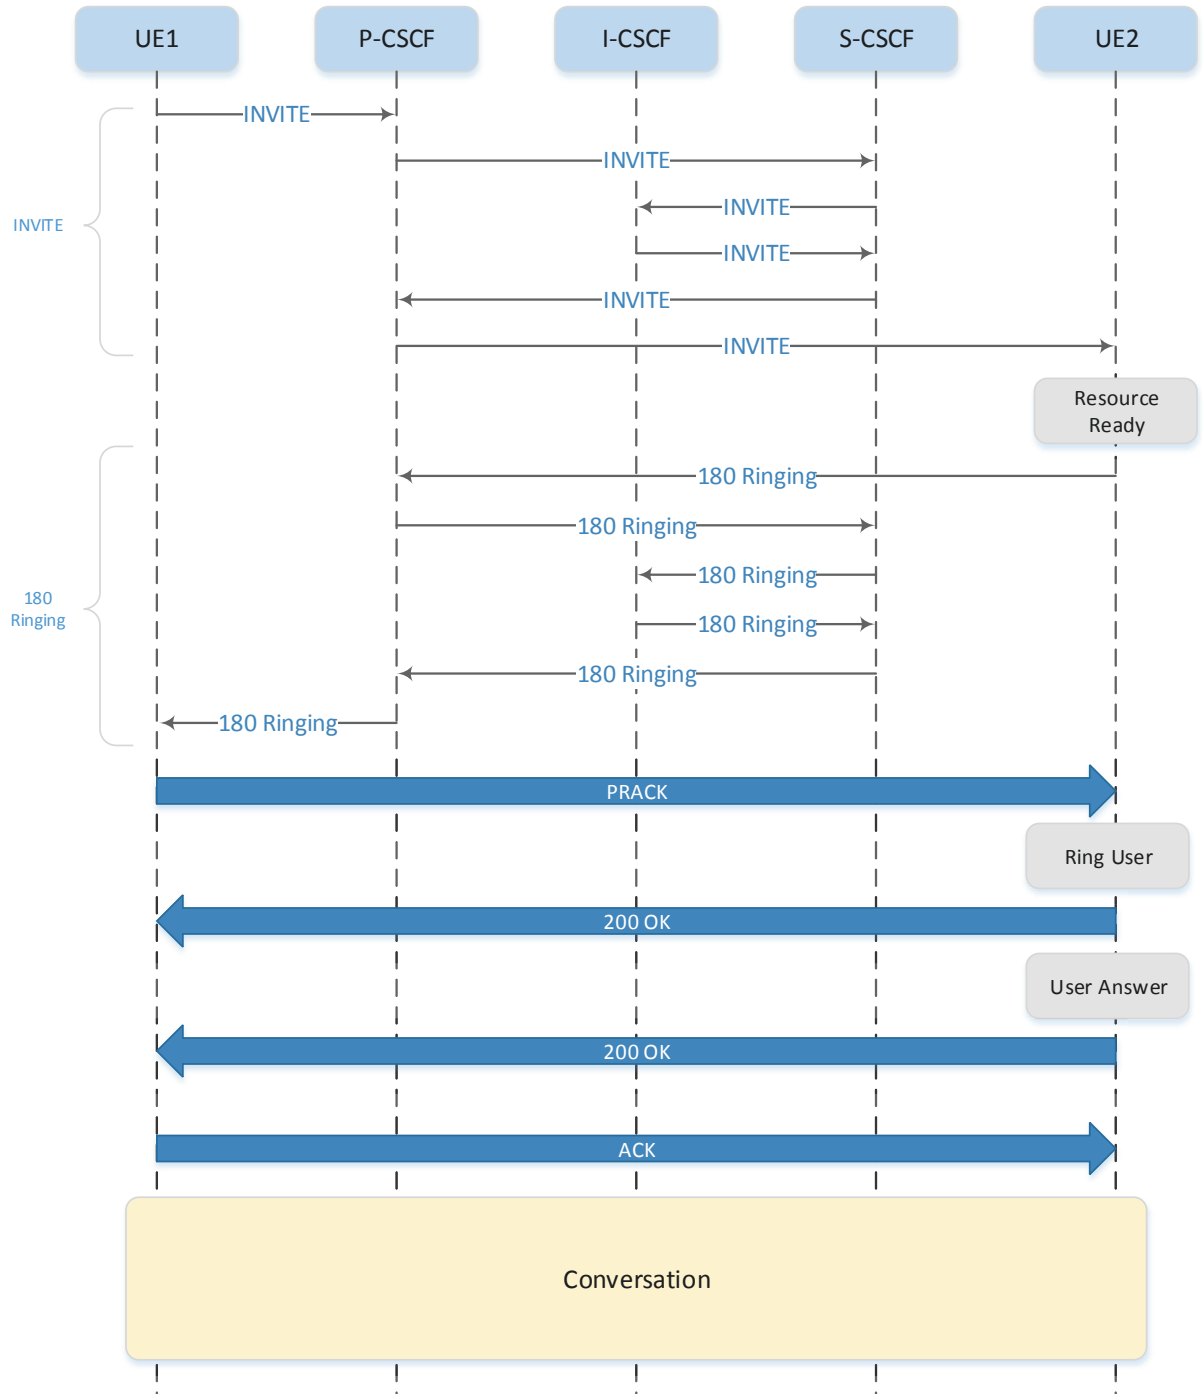 UE1
P-CSCF
I-CSCF
S-CSCF
UE2
INVITE
INVITE
INVITE
INVITE
INVITE
INVITE
INVITE
Resource
Ready
180 Ringing
180 Ringing
180 Ringing
180
Ringing
180 Ringing
180 Ringing
180 Ringing
PRACK
Ring User
200 OK
User Answer
200 OK
ACK
Conversation